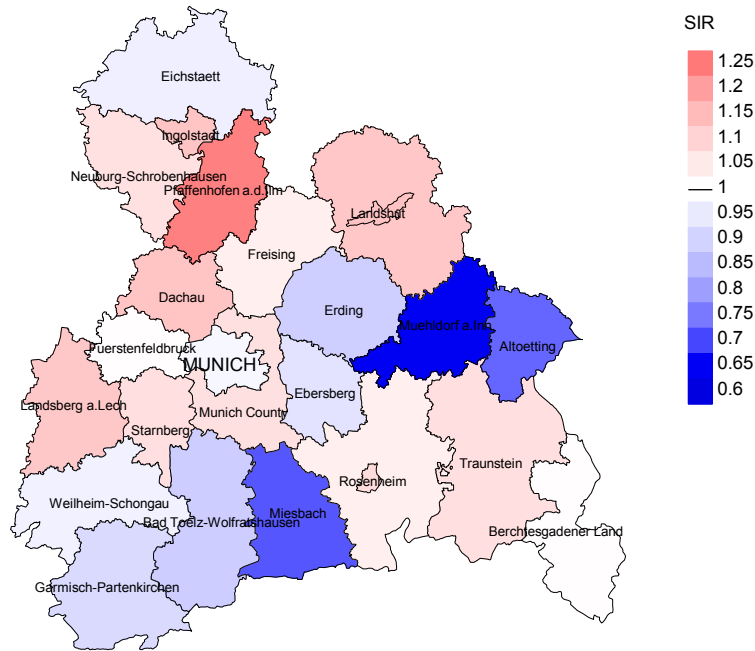 SIR
1.25
1.2
1.15
1.1
1.05
1
0.95
0.9
0.85
0.8
0.75
0.7
0.65
0.6
Eichstaett
Ingolstadt
Neuburg-Schrobenhausen
Pfaffenhofen a.d.Ilm
Landshut
Freising
Dachau
Erding
Muehldorf a.Inn
Altoetting
Fuerstenfeldbruck
MUNICH
Ebersberg
Landsberg a.Lech
Munich County
Starnberg
Traunstein
Rosenheim
Weilheim-Schongau
Miesbach
Bad Toelz-Wolfratshausen
Berchtesgadener Land
Garmisch-Partenkirchen